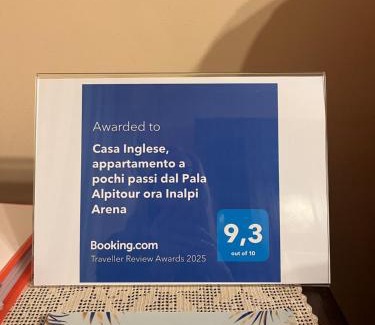 Awarded to
Casa Inglese,
appartamento a
pochi passi dal Pala
Alpitour ora Inalpi
Arena
Booking.com
Traveller Review Awards 2025
9,3
out of 10